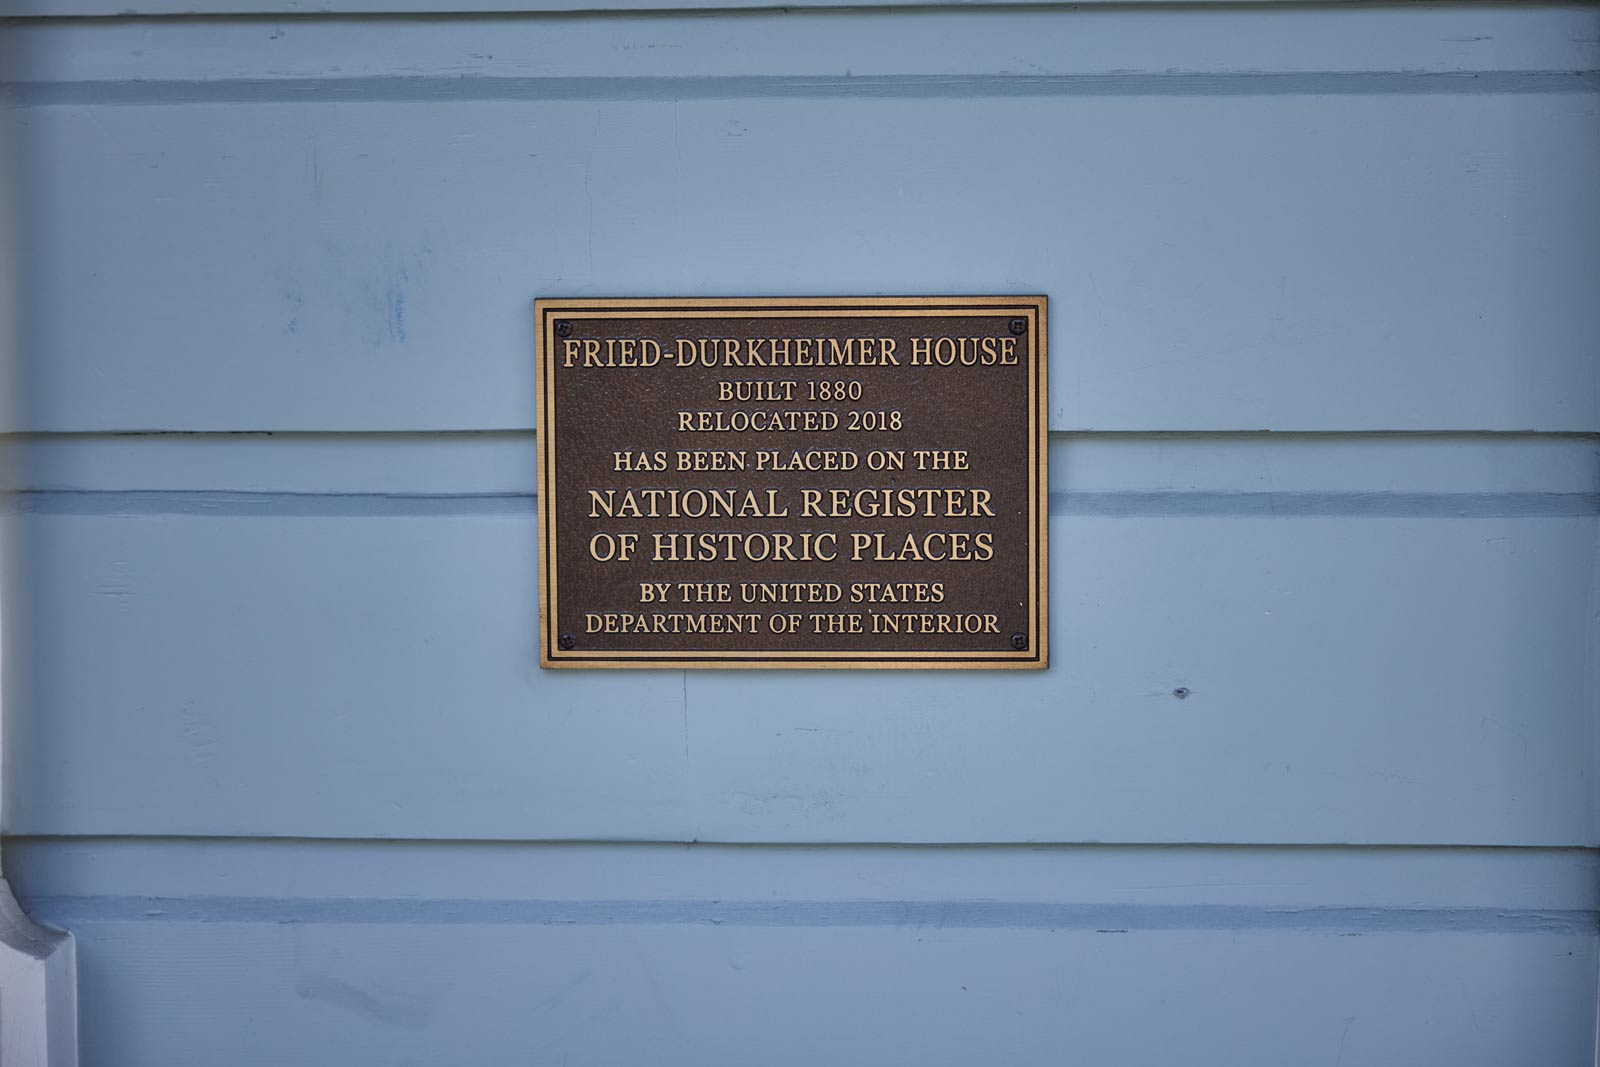 FRIED-DURKHEIMER HOUSE
BUILT 1880
RELOCATED 2018
HAS BEEN PLACED ON THE
NATIONAL REGISTER
OF HISTORIC PLACES
BY THE UNITED STATES
DEPARTMENT OF THE INTERIOR